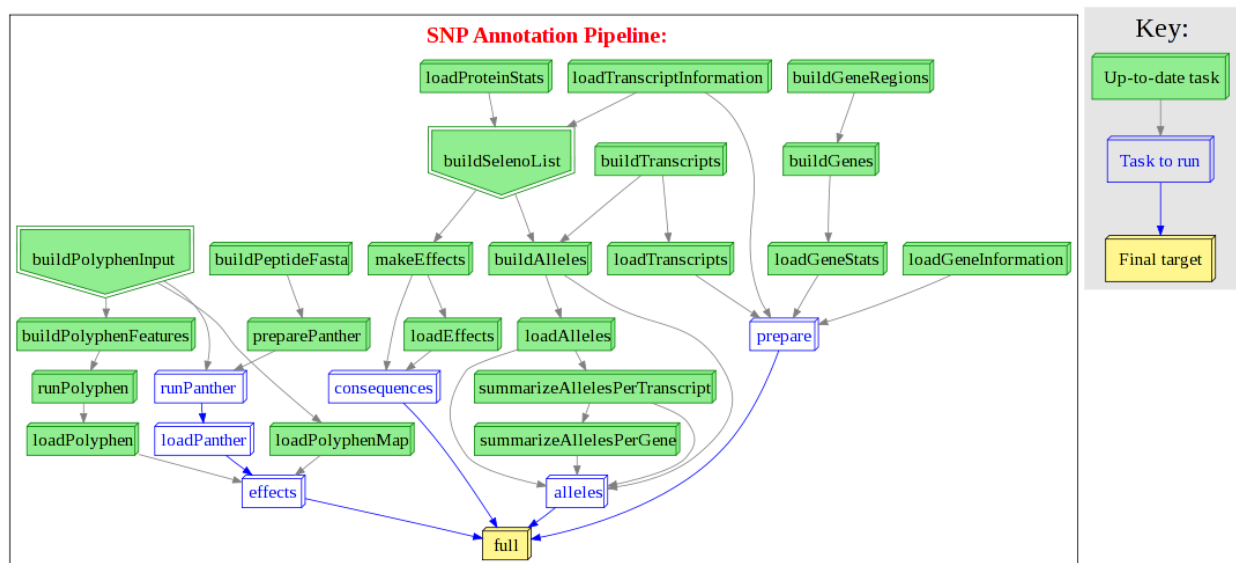 SNP Annotation Pipeline:
Key:
loadProteinStats
loadTranscriptInformation
buildGeneRegions
Up-to-date task
buildSelenoList
buildTranscripts
buildGenes
Task to run
buildPolyphenInput
buildPeptideFasta
makeEffects
buildAlleles
loadTranscripts
loadGeneStats
loadGeneInformation
Final target
buildPolyphenFeatures
preparePanther
loadEffects
loadAlleles
prepare
runPolyphen
runPanther
consequences
summarizeAllelesPerTranscript
loadPolyphen
loadPanther
loadPolyphenMap
summarizeAllelesPerGene
effects
alleles
full